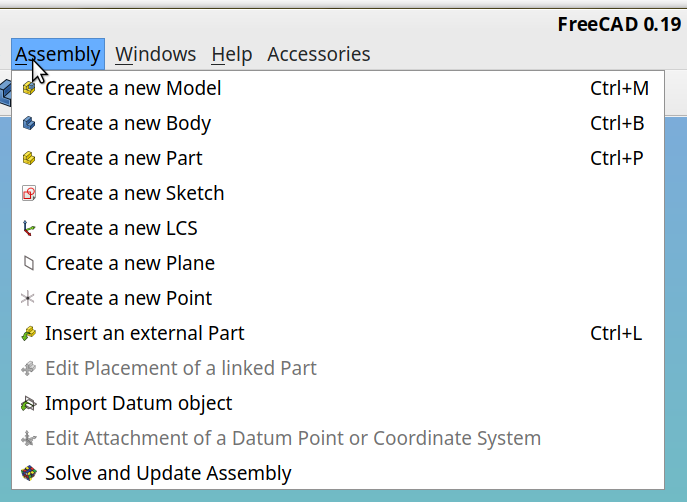 FreeCAD 0.19
Assembly Windows Help Accessories
Create a new Model Ctrl+M
Create a new Body Ctrl+B
Create a new Part Ctrl+P
Create a new Sketch
Create a new LCS
Create a new Plane
Create a new Point
Insert an external Part Ctrl+L
Edit Placement of a linked Part
Import Datum object
Edit Attachment of a Datum Point or Coordinate System
Solve and Update Assembly